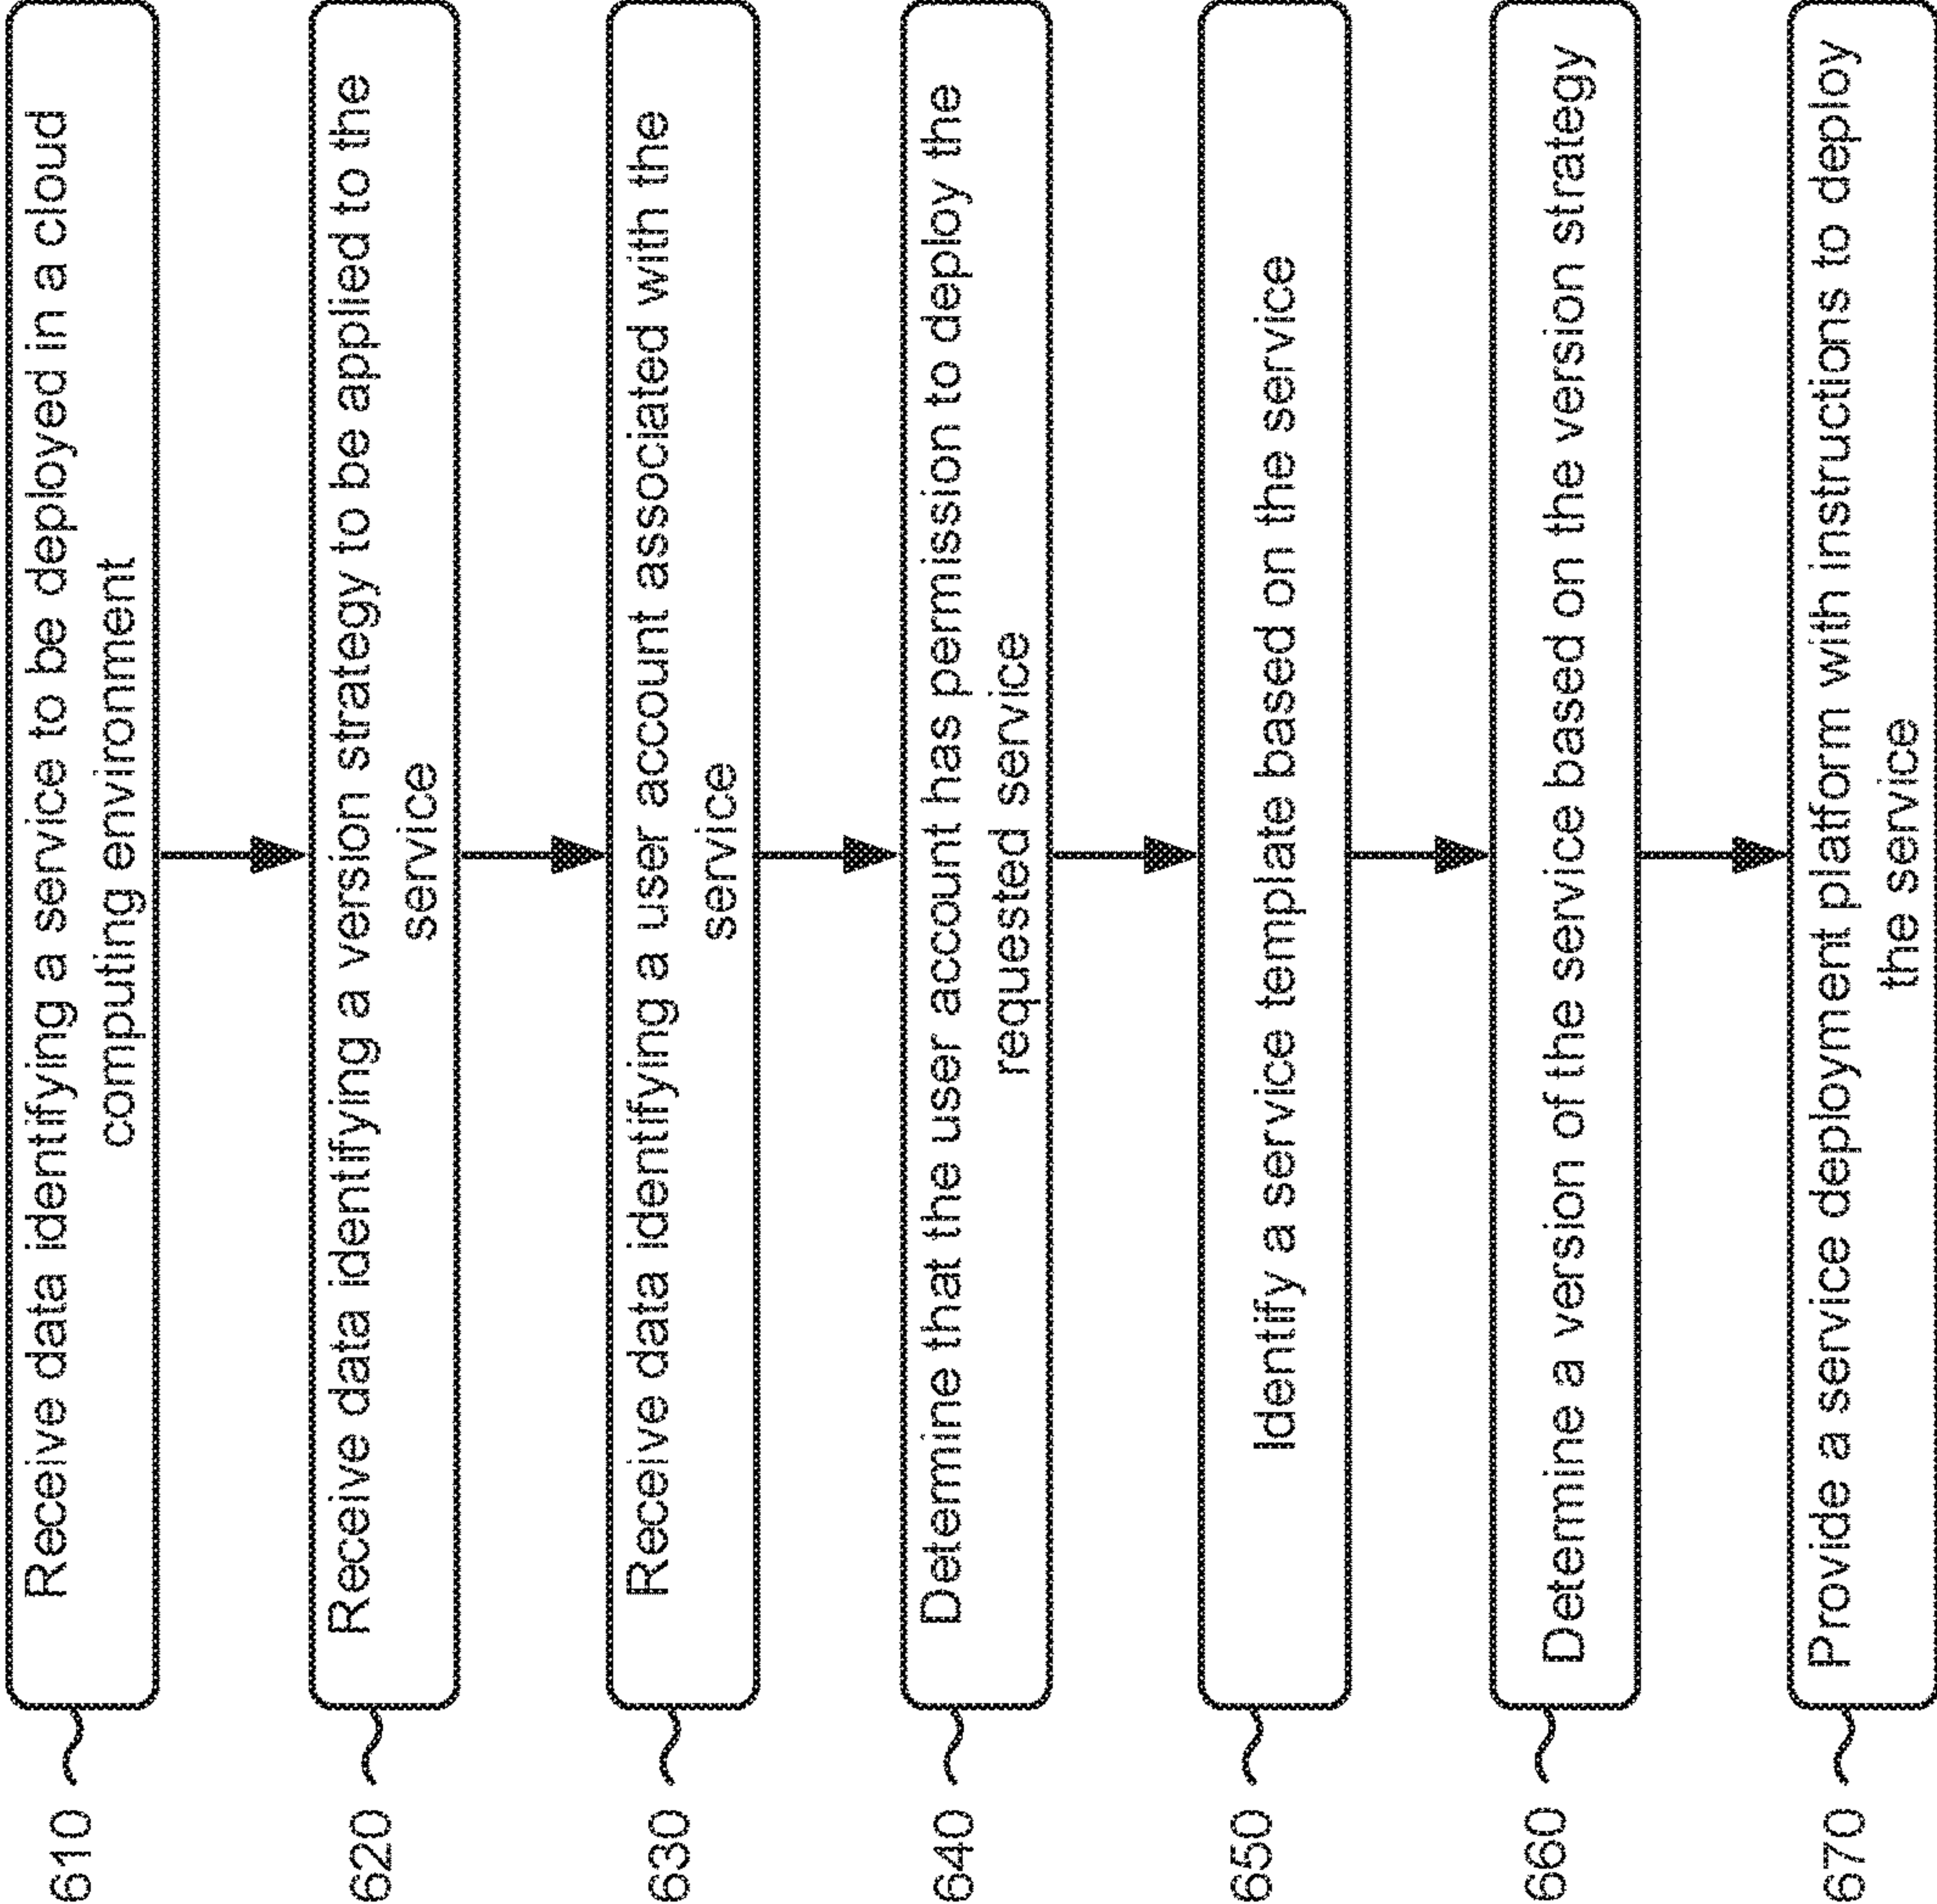 610
Receive data identifying a service to be deployed in a cloud
computing environment
620
Receive data identifying a version strategy to be applied to the
service
630
Receive data identifying a user account associated with the
service
640
Determine that the user account has permission to deploy the
requested service
650
Identify a service template based on the service
660
Determine a version of the service based on the version strategy
670
Provide a service deployment platform with instructions to deploy
the service